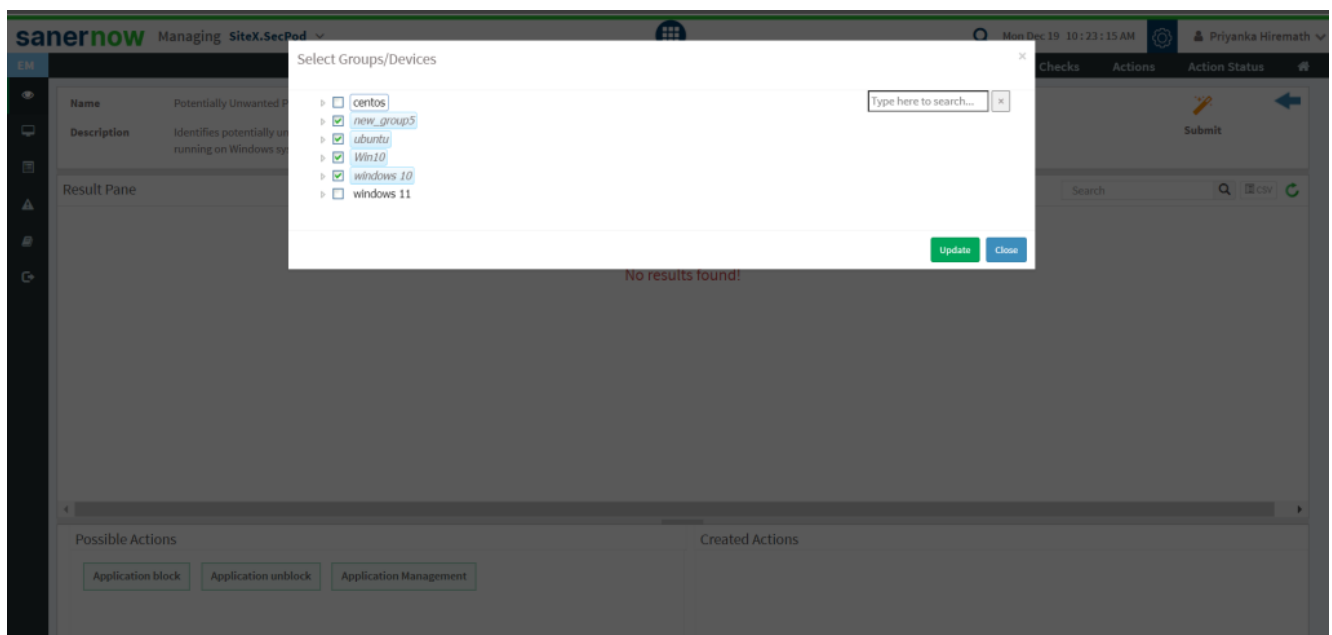 sanernow Managing SiteX.SecPod
Mon Dec 19 10:23:15 AM Priyanka Hiremath
EM
Checks Actions Action Status
Select Groups/Devices ×
centos
new_group5
ubuntu
Win10
windows 10
windows 11
Type here to search... ×
Update Close
Name Potentially Unwanted P
Description Identifies potentially un
running on Windows sy
Submit
Result Pane
Search CSV
No results found!
Possible Actions
Application block Application unblock Application Management
Created Actions